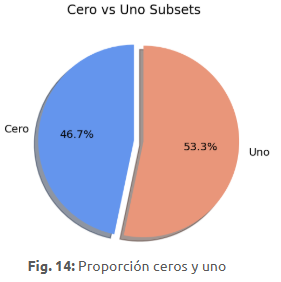 Cero vs Uno Subsets
Cero
46.7%
53.3%
Uno
Fig. 14: Proporción ceros y uno